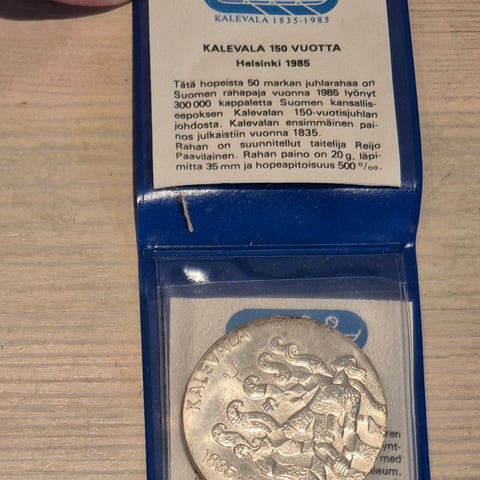 KALEVALA 1835-1985
KALEVALA 150 VUOTTA
Helsinki 1985
Tätä hopeista 50 markan juhlarahaa on
Suomen rahapaja vuonna 1985 lyönyt
300 000 kappaletta Suomen kansallis-
eepoksen Kalevalan 150-vuotisjuhlan
johdosta. Kalevalan ensimmäinen pai-
nos julkaistiin vuonna 1835.
Rahan on suunnitellut taitelija Reijo
Paavilainen. Rahan paino on 20 g, läpi-
mitta 35 mm ja hopeapitoisuus 500 ‰.
KALEVALA
1835
med